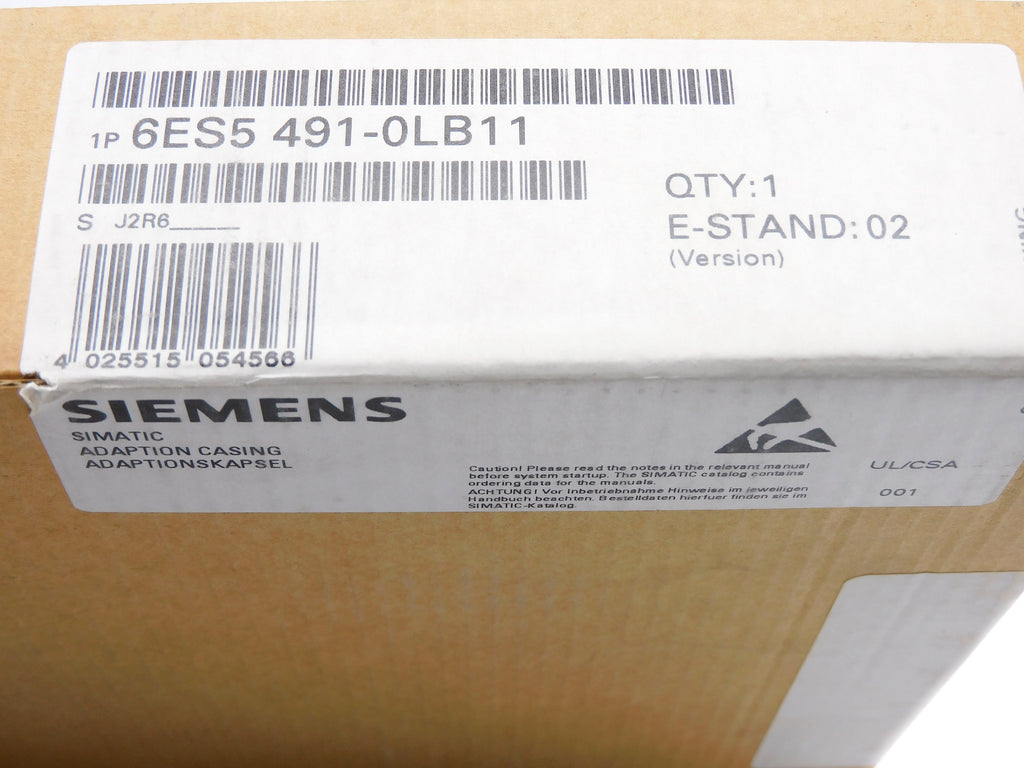 1P 6ES5 491-0LB11
S J2R6_____
QTY:1
E-STAND:02
(Version)
4 025515 054566
SIEMENS
SIMATIC
ADAPTION CASING
ADAPTIONSKAPSEL
Caution! Please read the notes in the relevant manual
before system startup. The SIMATIC catalog contains
ordering data for the manuals.
ACHTUNG! Vor Inbetriebnahme Hinweise im jeweiligen
Handbuch beachten. Bestelldaten hierfuer finden sie im
SIMATIC-Katalog.
UL/CSA
001